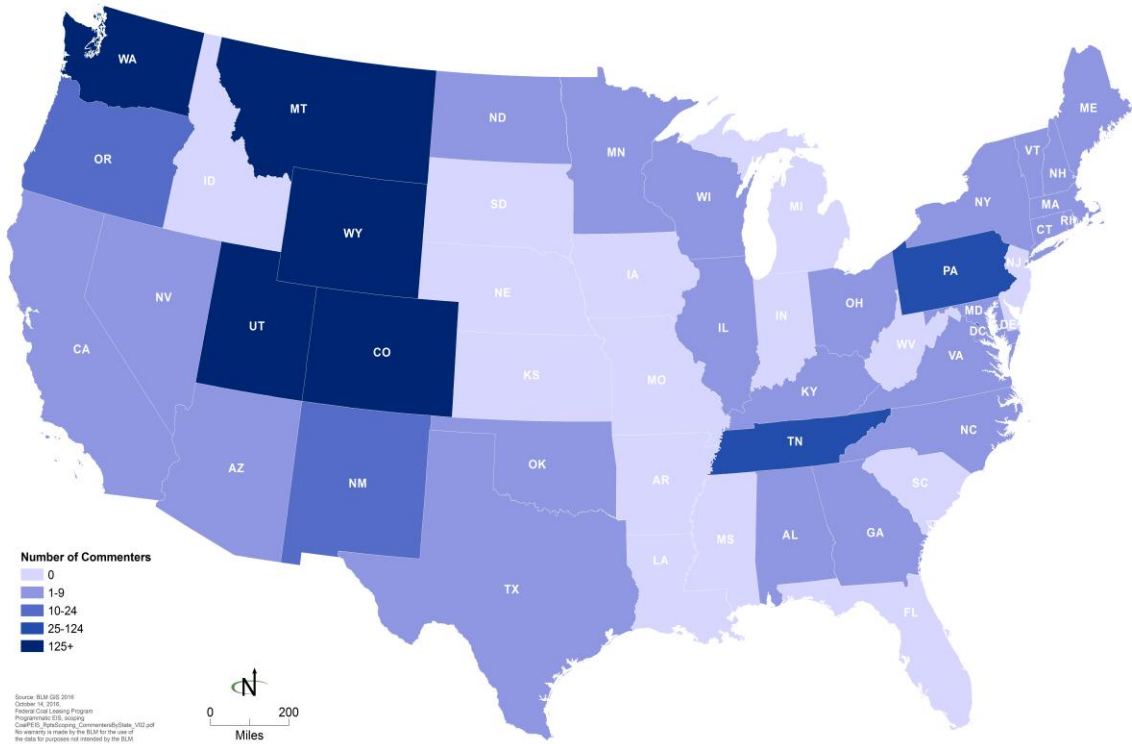 WA
MT
ND
MN
ME
VT
NH
OR
ID
SD
WI
MI
NY
MA
CT
RI
WY
IA
PA
NJ
NE
NV
UT
CO
IL
IN
OH
MD
DE
DC
WV
VA
CA
KS
MO
KY
NC
TN
AZ
NM
OK
AR
SC
MS
AL
GA
LA
TX
FL
Number of Commenters
0
1-9
10-24
25-124
125+
N
0 200
Miles
Source: BLM GIS 2016
October 14, 2016,
Federal Coal Leasing Program
Programmatic EIS, scoping
CoalPEIS_RptsScoping_CommentersByState_V02.pdf
No warranty is made by the BLM for the use of
the data for purposes not intended by the BLM.